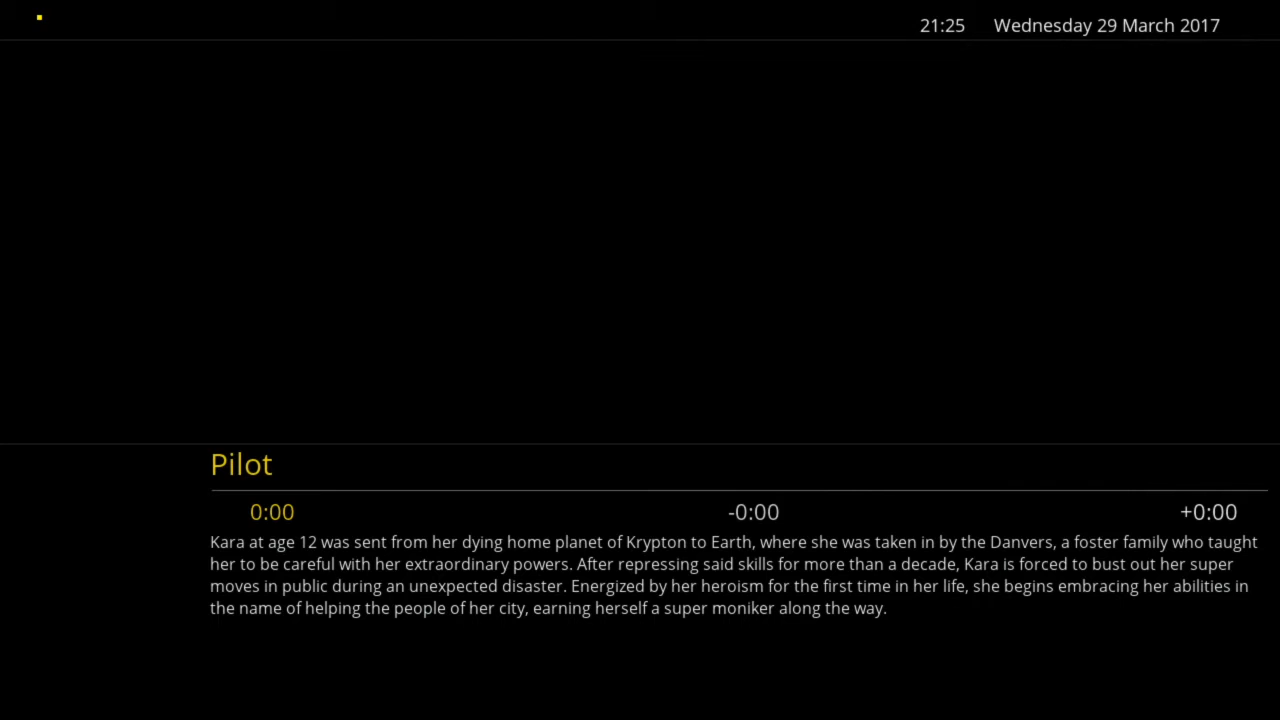 21:25 Wednesday 29 March 2017
Pilot
0:00 -0:00 +0:00
Kara at age 12 was sent from her dying home planet of Krypton to Earth, where she was taken in by the Danvers, a foster family who taught
her to be careful with her extraordinary powers. After repressing said skills for more than a decade, Kara is forced to bust out her super
moves in public during an unexpected disaster. Energized by her heroism for the first time in her life, she begins embracing her abilities in
the name of helping the people of her city, earning herself a super moniker along the way.